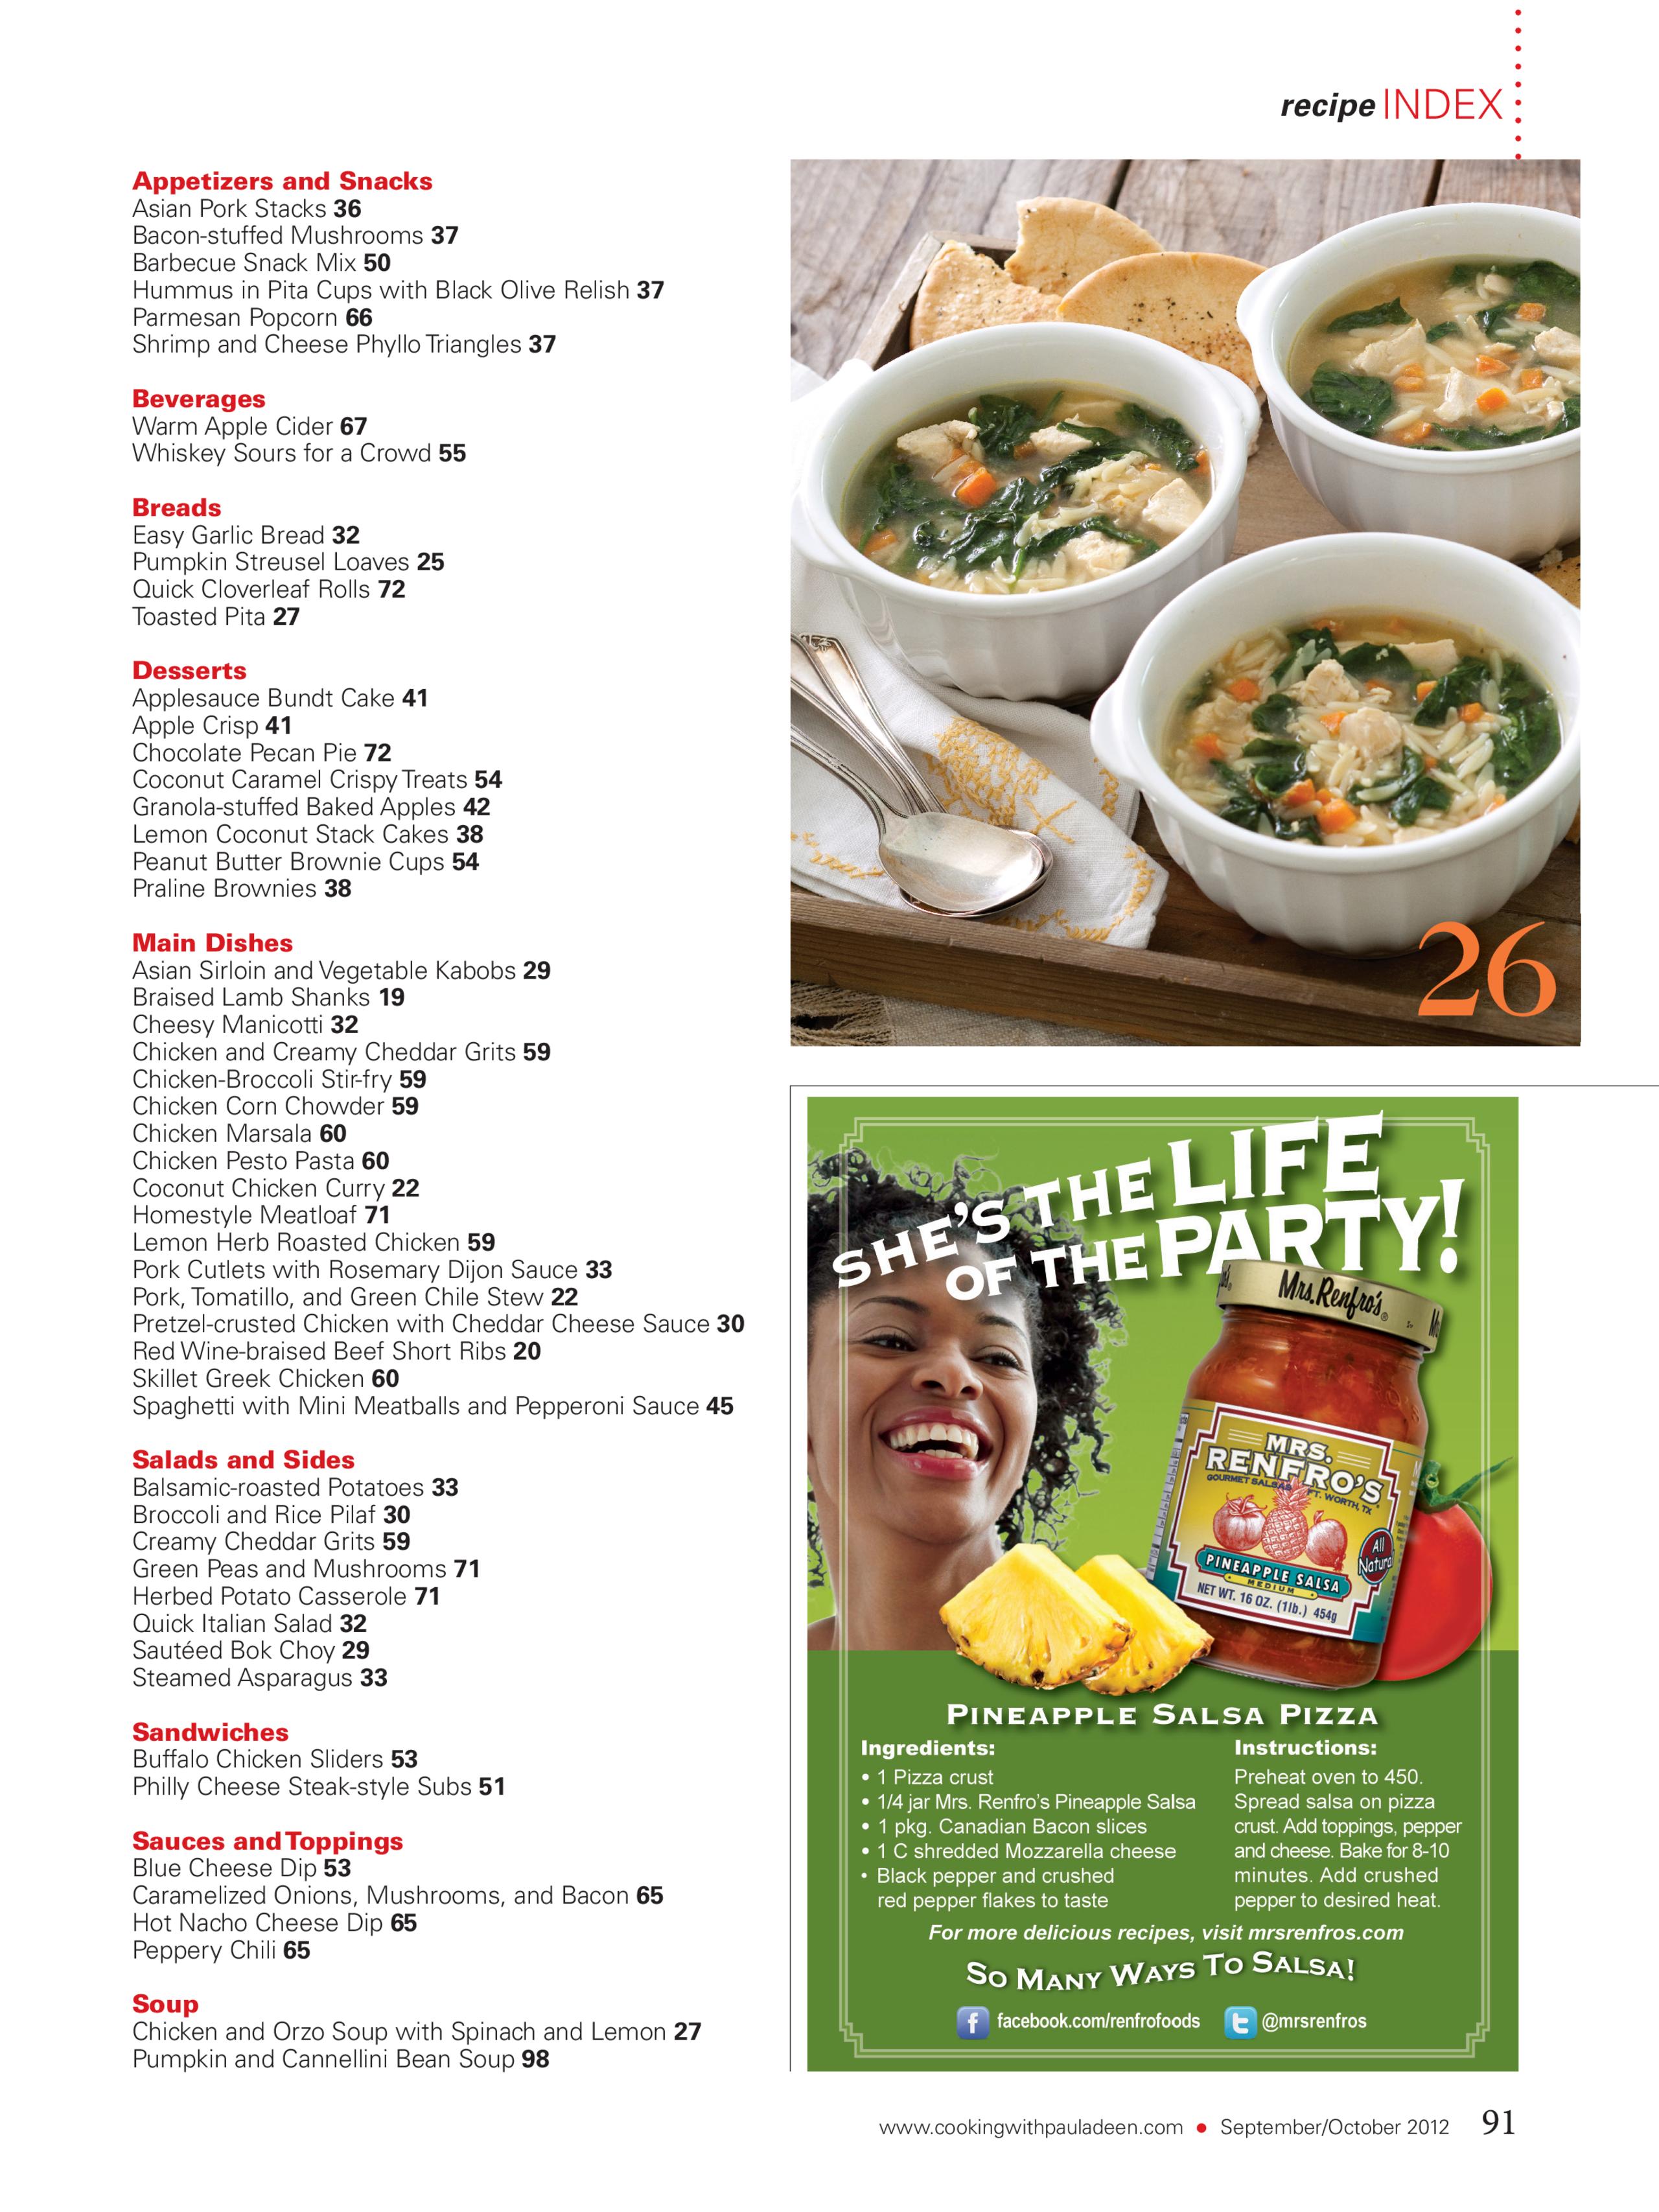 recipe INDEX
Appetizers and Snacks
Asian Pork Stacks 36
Bacon-stuffed Mushrooms 37
Barbecue Snack Mix 50
Hummus in Pita Cups with Black Olive Relish 37
Parmesan Popcorn 66
Shrimp and Cheese Phyllo Triangles 37
Beverages
Warm Apple Cider 67
Whiskey Sours for a Crowd 55
Breads
Easy Garlic Bread 32
Pumpkin Streusel Loaves 25
Quick Cloverleaf Rolls 72
Toasted Pita 27
Desserts
Applesauce Bundt Cake 41
Apple Crisp 41
Chocolate Pecan Pie 72
Coconut Caramel Crispy Treats 54
Granola-stuffed Baked Apples 42
Lemon Coconut Stack Cakes 38
Peanut Butter Brownie Cups 54
Praline Brownies 38
Main Dishes
Asian Sirloin and Vegetable Kabobs 29
Braised Lamb Shanks 19
Cheesy Manicotti 32
Chicken and Creamy Cheddar Grits 59
Chicken-Broccoli Stir-fry 59
Chicken Corn Chowder 59
Chicken Marsala 60
Chicken Pesto Pasta 60
Coconut Chicken Curry 22
Homestyle Meatloaf 71
Lemon Herb Roasted Chicken 59
Pork Cutlets with Rosemary Dijon Sauce 33
Pork, Tomatillo, and Green Chile Stew 22
Pretzel-crusted Chicken with Cheddar Cheese Sauce 30
Red Wine-braised Beef Short Ribs 20
Skillet Greek Chicken 60
Spaghetti with Mini Meatballs and Pepperoni Sauce 45
Salads and Sides
Balsamic-roasted Potatoes 33
Broccoli and Rice Pilaf 30
Creamy Cheddar Grits 59
Green Peas and Mushrooms 71
Herbed Potato Casserole 71
Quick Italian Salad 32
Sautéed Bok Choy 29
Steamed Asparagus 33
Sandwiches
Buffalo Chicken Sliders 53
Philly Cheese Steak-style Subs 51
Sauces and Toppings
Blue Cheese Dip 53
Caramelized Onions, Mushrooms, and Bacon 65
Hot Nacho Cheese Dip 65
Peppery Chili 65
Soup
Chicken and Orzo Soup with Spinach and Lemon 27
Pumpkin and Cannellini Bean Soup 98
26
SHE'S THE LIFE
OF THE PARTY!
Mrs. Renfro's®
MRS.
RENFRO'S
GOURMET SALSAS FT. WORTH, TX
All
Natural
PINEAPPLE SALSA
MEDIUM
NET WT. 16 OZ. (1lb.) 454g
PINEAPPLE SALSA PIZZA
Ingredients:
• 1 Pizza crust
• 1/4 jar Mrs. Renfro's Pineapple Salsa
• 1 pkg. Canadian Bacon slices
• 1 C shredded Mozzarella cheese
• Black pepper and crushed
red pepper flakes to taste
Instructions:
Preheat oven to 450.
Spread salsa on pizza
crust. Add toppings, pepper
and cheese. Bake for 8-10
minutes. Add crushed
pepper to desired heat.
For more delicious recipes, visit mrsrenfros.com
SO MANY WAYS TO SALSA!
facebook.com/renfrofoods @mrsrenfros
www.cookingwithpauladeen.com • September/October 2012 91